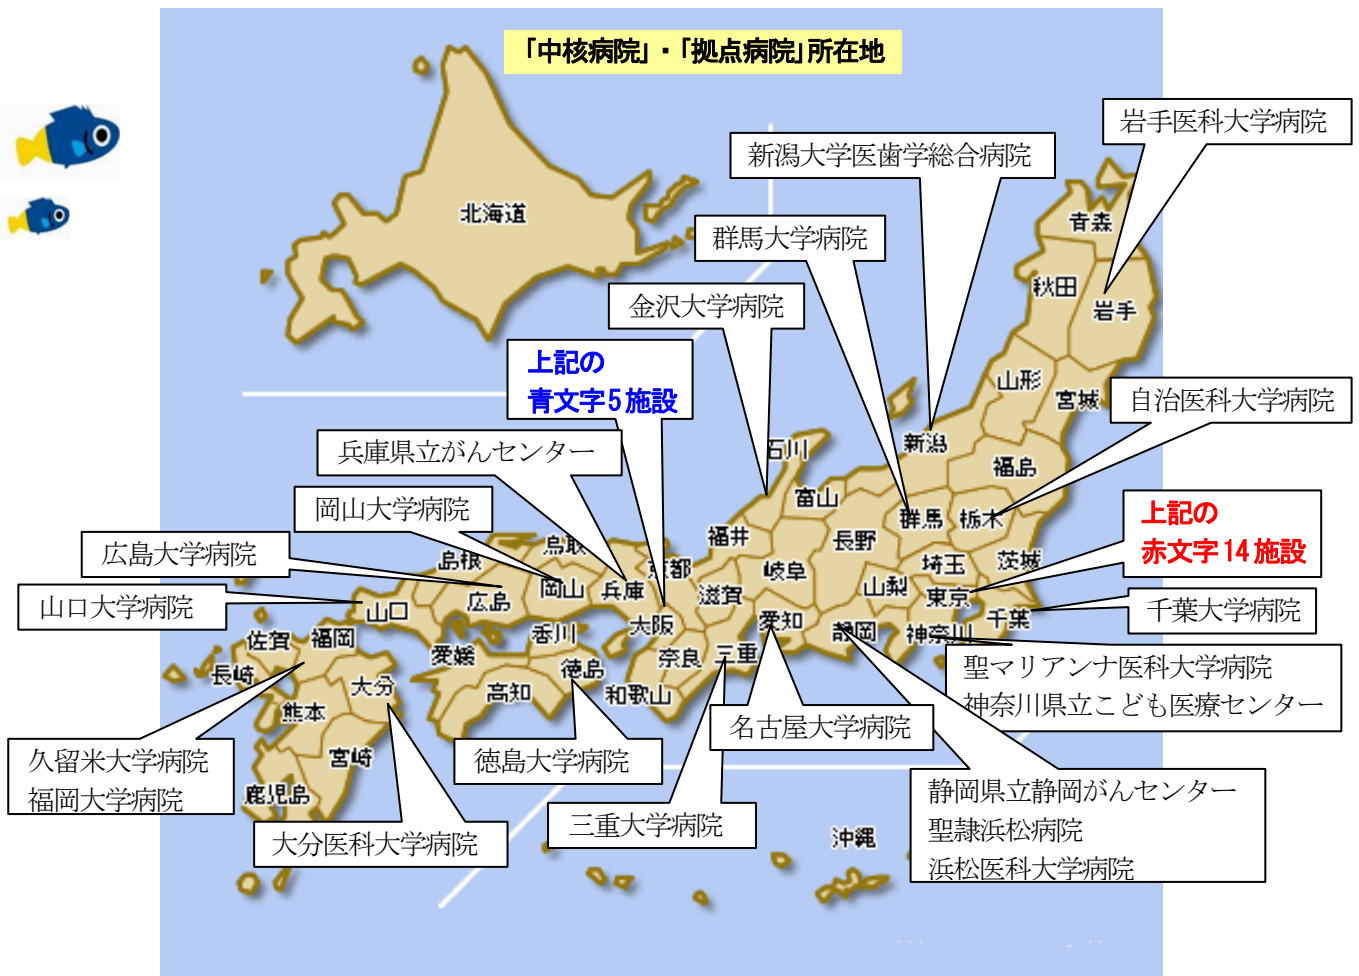 「中核病院」・「拠点病院」所在地
岩手医科大学病院
新潟大学医歯学総合病院
群馬大学病院
金沢大学病院
上記の
青文字5施設
自治医科大学病院
兵庫県立がんセンター
岡山大学病院
広島大学病院
山口大学病院
上記の
赤文字14施設
千葉大学病院
聖マリアンナ医科大学病院
神奈川県立こども医療センター
名古屋大学病院
久留米大学病院
福岡大学病院
徳島大学病院
三重大学病院
大分医科大学病院
静岡県立静岡がんセンター
聖隷浜松病院
浜松医科大学病院
北海道
青森
秋田
岩手
山形
宮城
新潟
福島
石川
富山
群馬
栃木
福井
長野
茨城
埼玉
鳥取
島根
京都
岐阜
山梨
東京
岡山
兵庫
滋賀
広島
山口
千葉
愛知
静岡
神奈川
大阪
香川
佐賀
福岡
愛媛
奈良
三重
徳島
長崎
大分
高知
和歌山
熊本
宮崎
鹿児島
沖縄